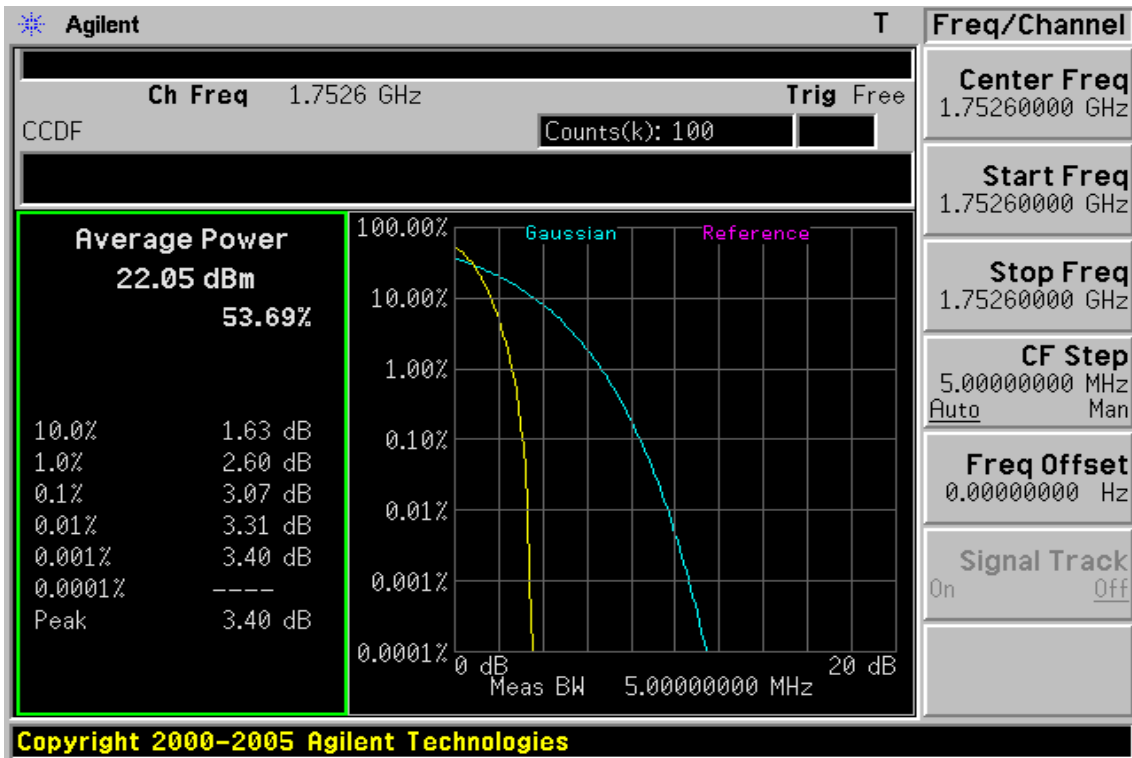 Agilent T
Ch Freq 1.7526 GHz Trig Free
CCDF Counts(k): 100
Average Power
22.05 dBm
53.69%
10.0% 1.63 dB
1.0% 2.60 dB
0.1% 3.07 dB
0.01% 3.31 dB
0.001% 3.40 dB
0.0001% ----
Peak 3.40 dB
Gaussian Reference
100.00%
10.00%
1.00%
0.10%
0.01%
0.001%
0.0001%
0 dB 20 dB
Meas BW 5.00000000 MHz
Freq/Channel
Center Freq
1.75260000 GHz
Start Freq
1.75260000 GHz
Stop Freq
1.75260000 GHz
CF Step
5.00000000 MHz
Auto Man
Freq Offset
0.00000000 Hz
Signal Track
On Off
Copyright 2000-2005 Agilent Technologies